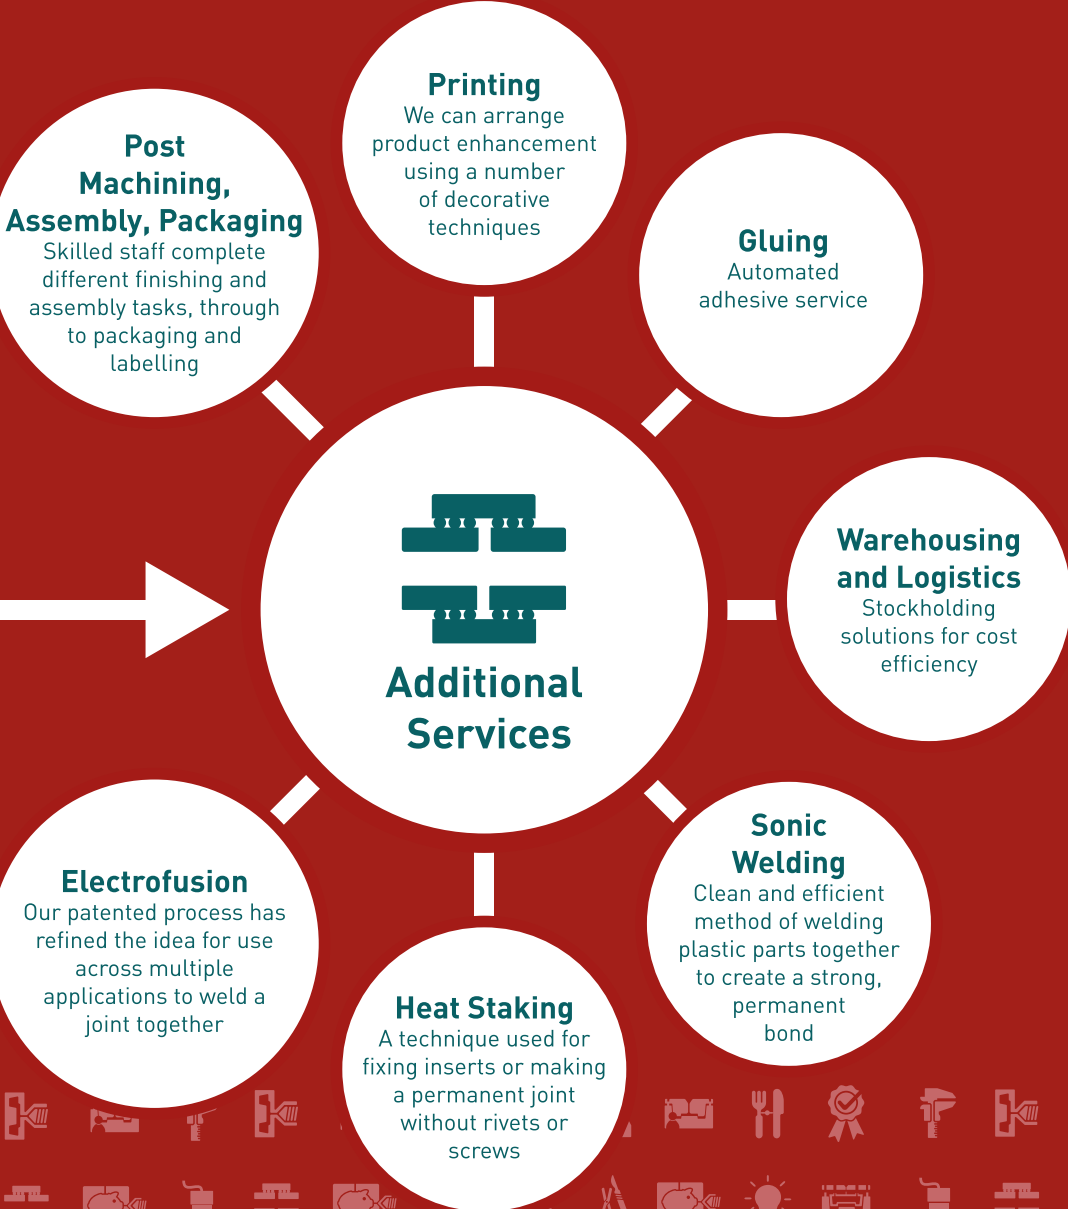 Printing
We can arrange
product enhancement
using a number
of decorative
techniques
Post
Machining,
Assembly, Packaging
Skilled staff complete
different finishing and
assembly tasks, through
to packaging and
labelling
Gluing
Automated
adhesive service
Warehousing
and Logistics
Stockholding
solutions for cost
efficiency
Additional
Services
Sonic
Welding
Clean and efficient
method of welding
plastic parts together
to create a strong,
permanent
bond
Electrofusion
Our patented process has
refined the idea for use
across multiple
applications to weld a
joint together
Heat Staking
A technique used for
fixing inserts or making
a permanent joint
without rivets or
screws